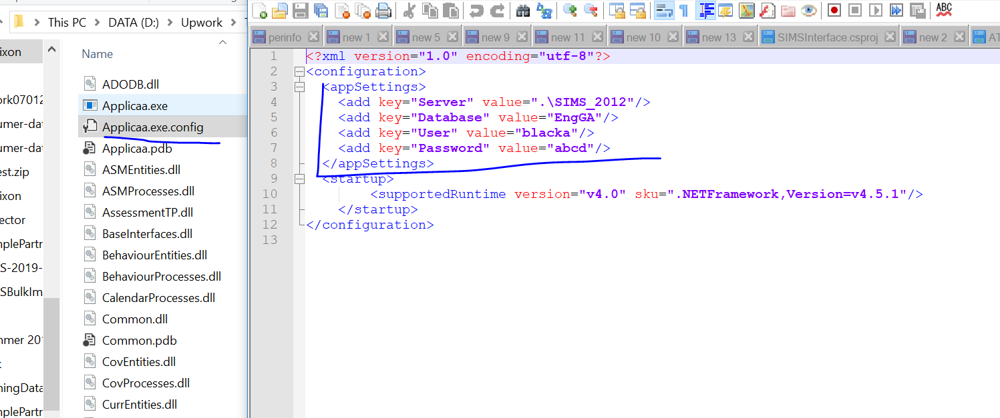 ABC
This PC > DATA (D:) > Upwork >
perinfo
new 1
new 5
new 9
new 11
new 10
new 13
SIMSInterface.csproj
new 2
AT
ixon
ork07012
umer-dat
umer-dat
est.zip
ixon
ector
mplePartr
S-2019-
SBulkIm
mmer 201
ningData
mplePartr
Name
ADODB.dll
Applicaa.exe
Applicaa.exe.config
Applicaa.pdb
ASMEntities.dll
ASMProcesses.dll
AssessmentTP.dll
BaseInterfaces.dll
BehaviourEntities.dll
BehaviourProcesses.dll
CalendarProcesses.dll
Common.dll
Common.pdb
CovEntities.dll
CovProcesses.dll
CurrEntities.dll
1 <?xml version="1.0" encoding="utf-8"?>
2 <configuration>
3 <appSettings>
4 <add key="Server" value=".\SIMS_2012"/>
5 <add key="Database" value="EngGA"/>
6 <add key="User" value="blacka"/>
7 <add key="Password" value="abcd"/>
8 </appSettings>
9 <startup>
10 <supportedRuntime version="v4.0" sku=".NETFramework,Version=v4.5.1"/>
11 </startup>
12 </configuration>
13